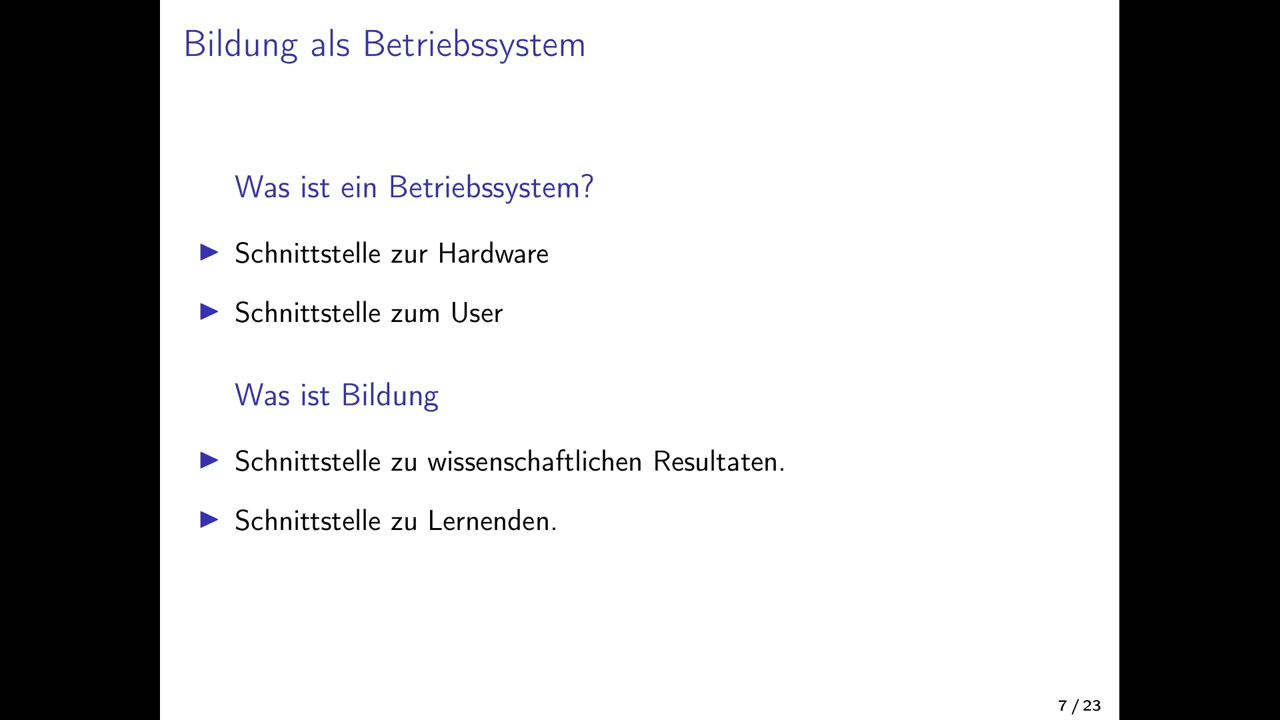 Bildung als Betriebssystem
Was ist ein Betriebssystem?
Schnittstelle zur Hardware
Schnittstelle zum User
Was ist Bildung
Schnittstelle zu wissenschaftlichen Resultaten.
Schnittstelle zu Lernenden.
7 / 23